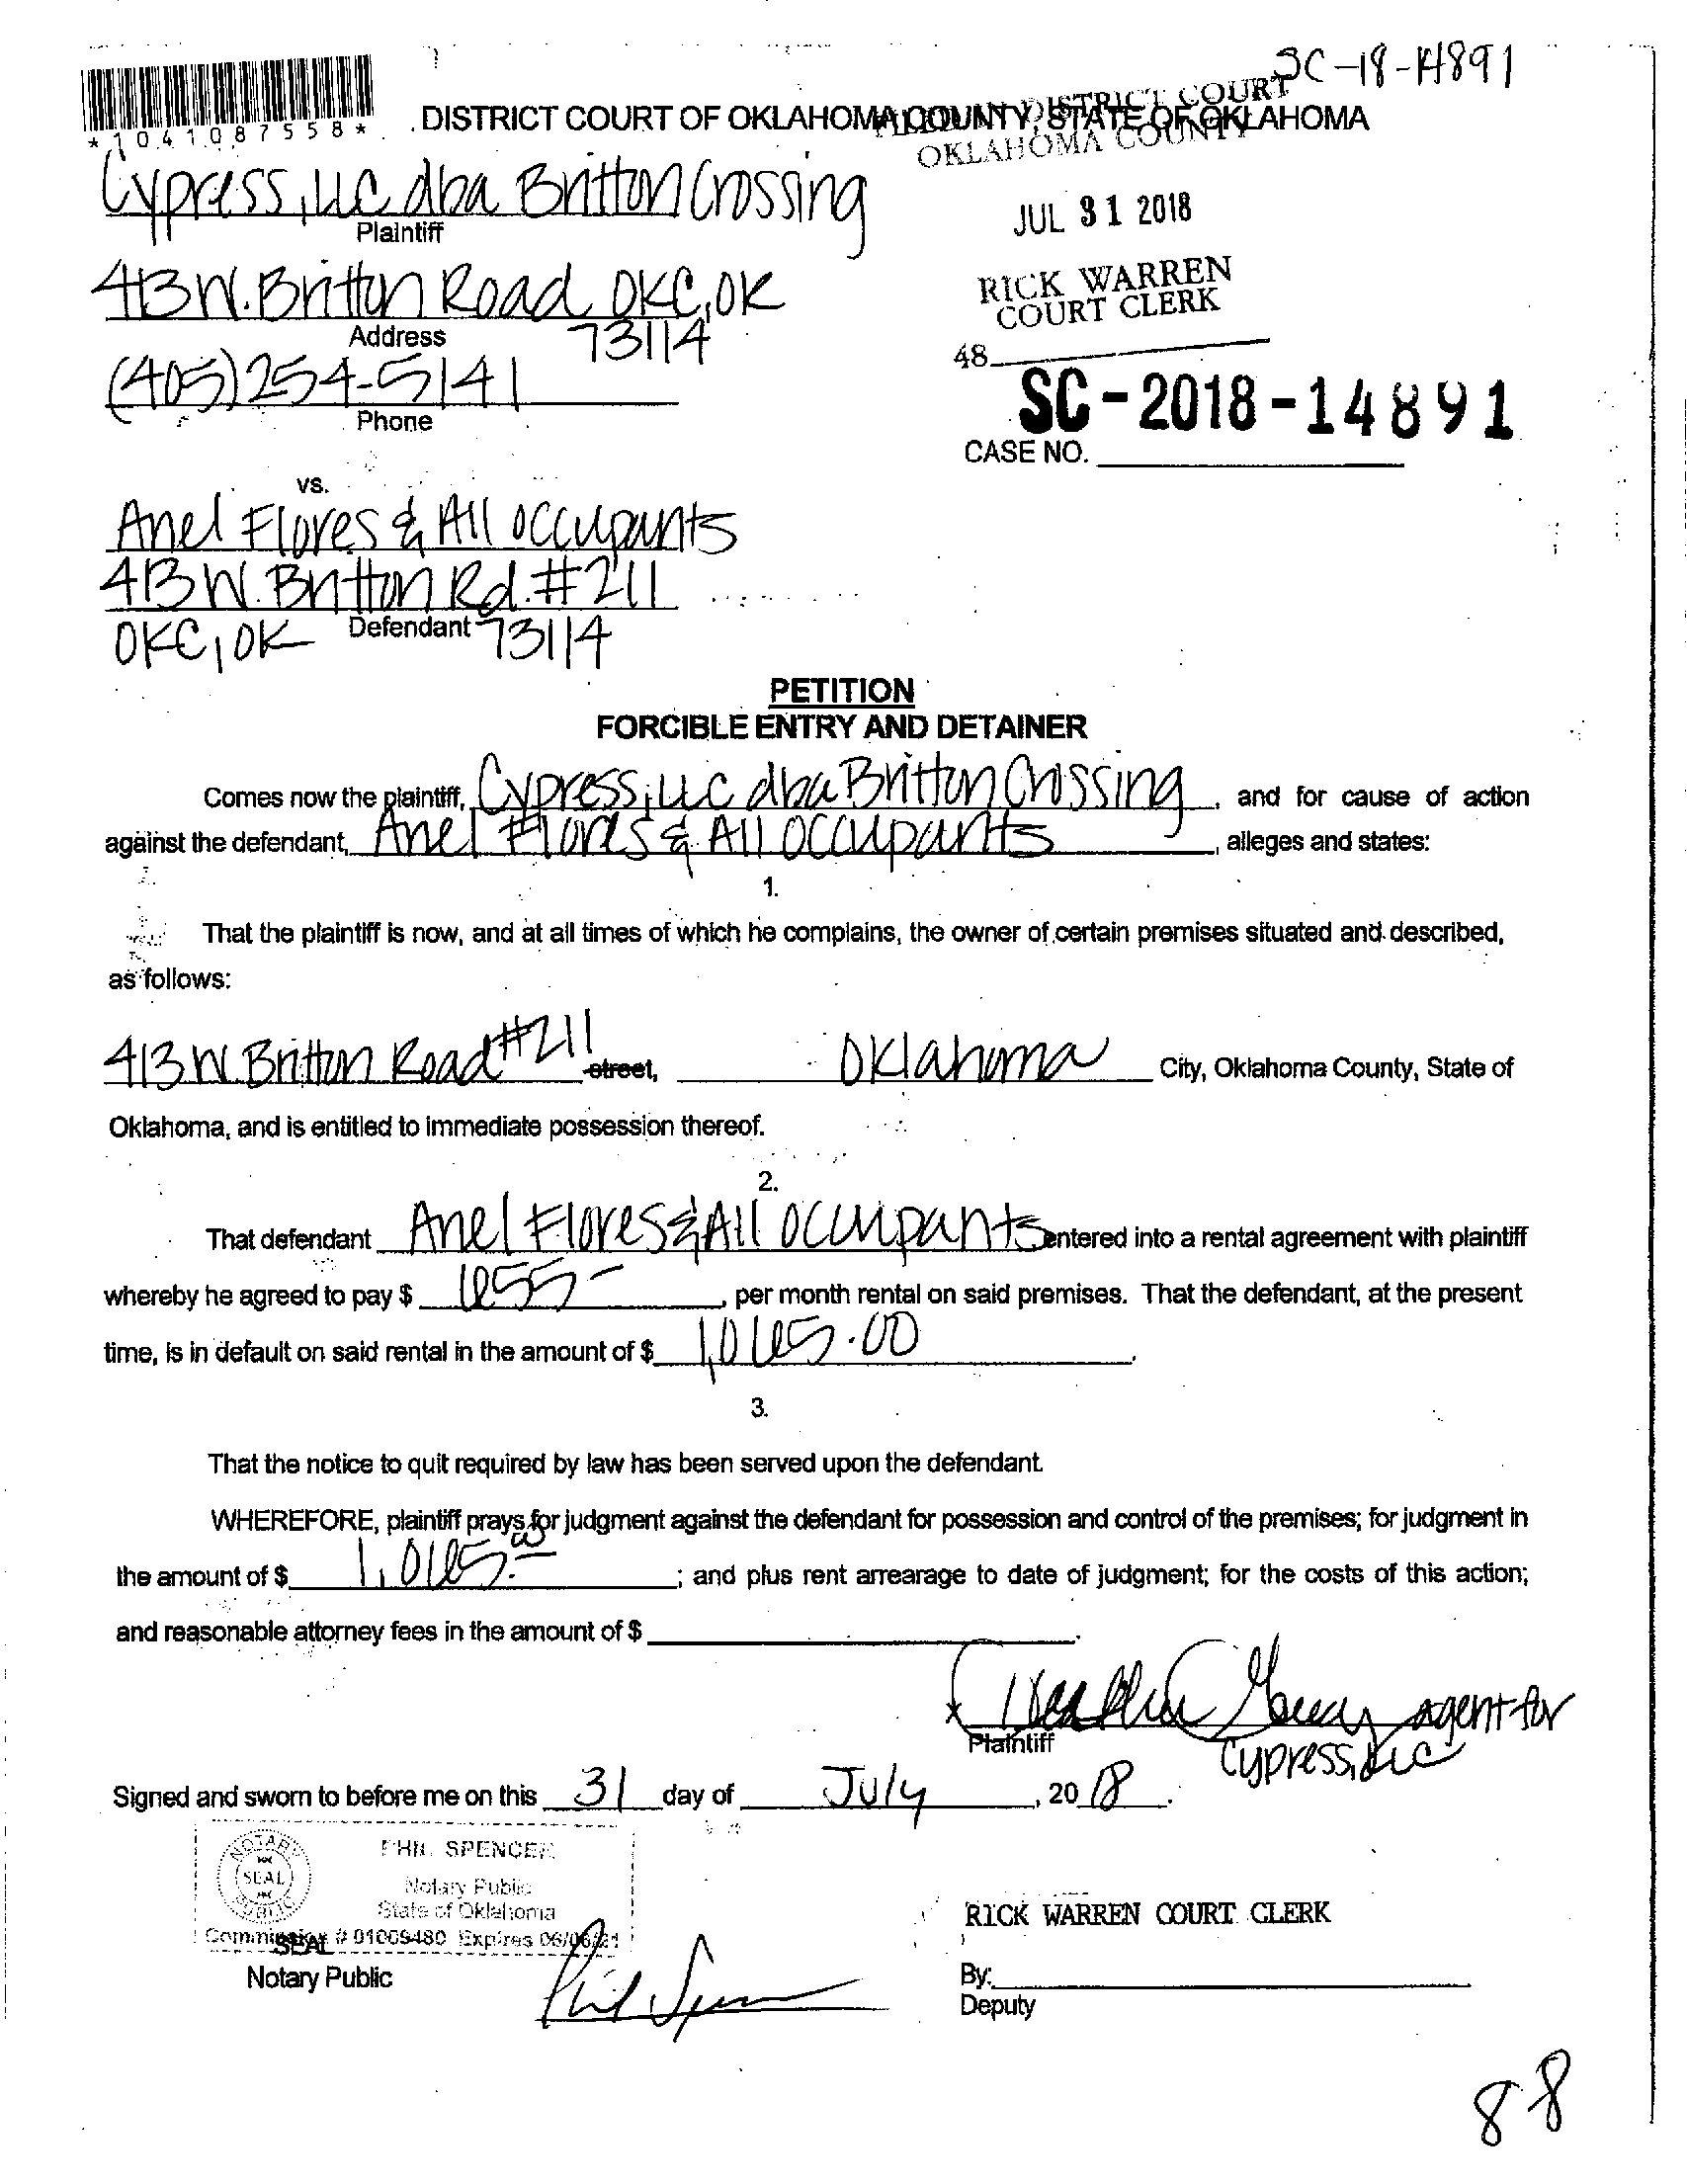 SC-18-14891
*1041087558*
DISTRICT COURT OF OKLAHOMA COUNTY, STATE OF OKLAHOMA
FILED IN DISTRICT COURT
OKLAHOMA COUNTY
Cypress, LLC dba Britton Crossing
Plaintiff
JUL 31 2018
413 W. Britton Road OKC, OK
Address 73114
RICK WARREN
COURT CLERK
(405) 254-5141
Phone
48
SC-2018-14891
CASE NO.
vs.
Anel Flores & All occupants
413 W. Britton Rd. #211
OKC, OK Defendant 73114
PETITION
FORCIBLE ENTRY AND DETAINER
Comes now the plaintiff, Cypress, LLC dba Britton Crossing, and for cause of action
against the defendant, Anel Flores & All Occupants, alleges and states:
1.
That the plaintiff is now, and at all times of which he complains, the owner of certain premises situated and described,
as follows:
413 W. Britton Road #211 street, Oklahoma City, Oklahoma County, State of
Oklahoma, and is entitled to immediate possession thereof.
2.
That defendant Anel Flores & All occupants entered into a rental agreement with plaintiff
whereby he agreed to pay $ 655-, per month rental on said premises. That the defendant, at the present
time, is in default on said rental in the amount of $ 1,065.00.
3.
That the notice to quit required by law has been served upon the defendant.
WHEREFORE, plaintiff prays for judgment against the defendant for possession and control of the premises; for judgment in
the amount of $ 1,065.00; and plus rent arrearage to date of judgment; for the costs of this action;
and reasonable attorney fees in the amount of $.
x agent for
Plaintiff Cypress, LLC
Signed and sworn to before me on this 31 day of July, 2018.
NOTARY PUBLIC SEAL
PHIL SPENCER
Notary Public
State of Oklahoma
Commission # 01009480 Expires 06/06/21
SEAL
Notary Public
Phil Spencer
RICK WARREN COURT CLERK
By:
Deputy
88